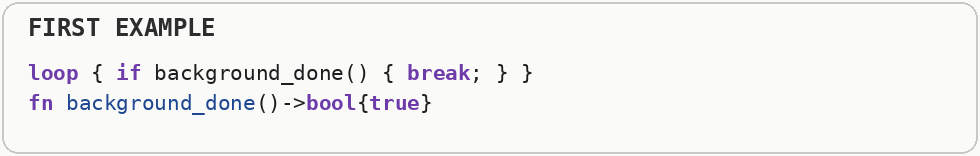 FIRST EXAMPLE
loop { if background_done() { break; } }
fn background_done()->bool{true}